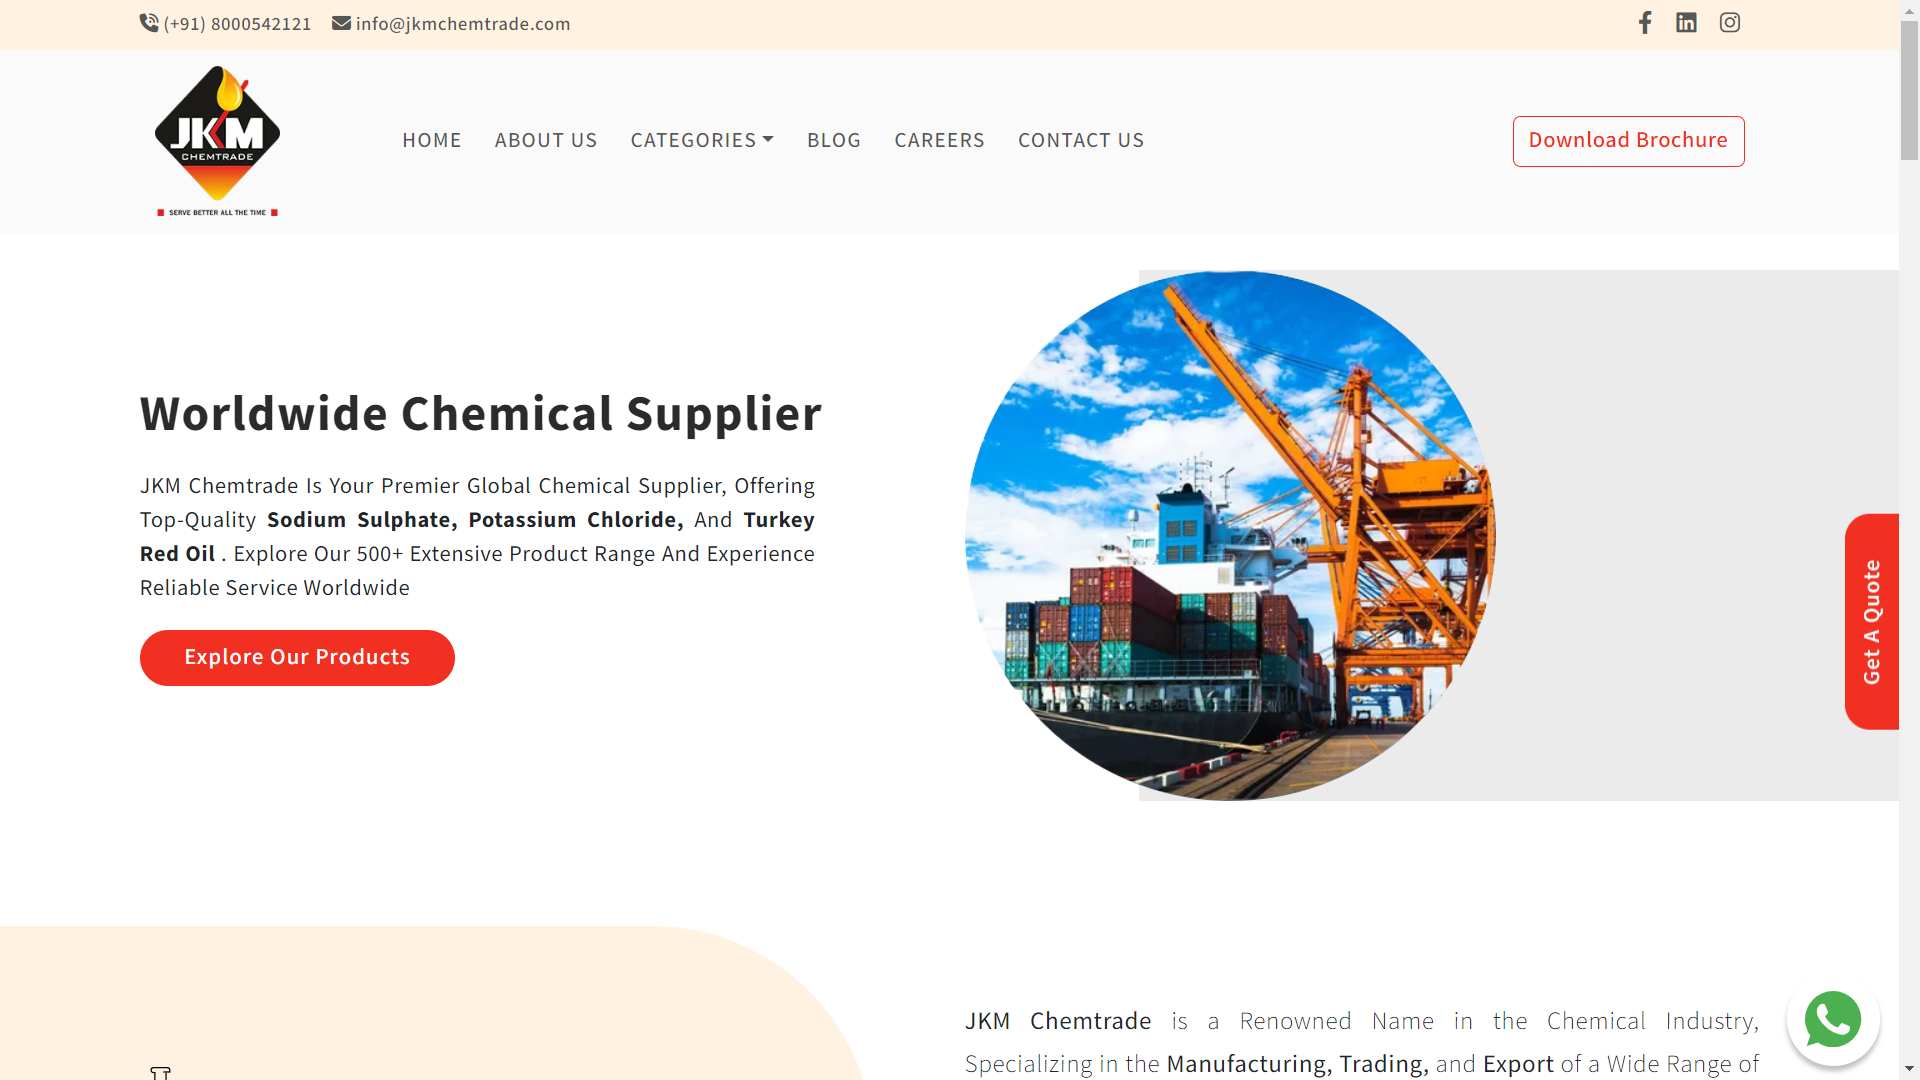 (+91) 8000542121 info@jkmchemtrade.com
JKM
CHEMTRADE
SERVE BETTER ALL THE TIME
HOME ABOUT US CATEGORIES BLOG CAREERS CONTACT US
Download Brochure
Worldwide Chemical Supplier
JKM Chemtrade Is Your Premier Global Chemical Supplier, Offering
Top-Quality Sodium Sulphate, Potassium Chloride, And Turkey
Red Oil . Explore Our 500+ Extensive Product Range And Experience
Reliable Service Worldwide
Explore Our Products
Get A Quote
JKM Chemtrade is a Renowned Name in the Chemical Industry,
Specializing in the Manufacturing, Trading, and Export of a Wide Range of